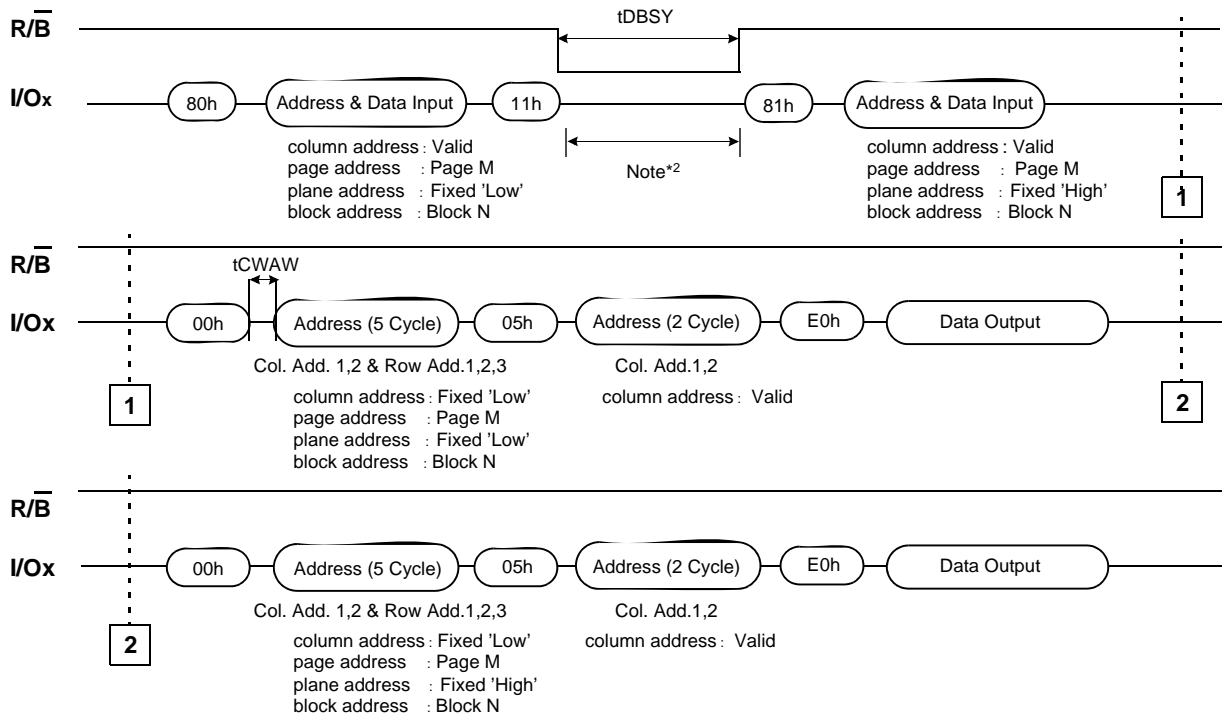 tDBSY
R/B
I/Ox
80h
Address & Data Input
11h
81h
Address & Data Input
column address : Valid
page address : Page M
plane address : Fixed 'Low'
block address : Block N
Note*2
column address : Valid
page address : Page M
plane address : Fixed 'High'
block address : Block N
1
R/B
tCWAW
I/Ox
00h
Address (5 Cycle)
05h
Address (2 Cycle)
E0h
Data Output
Col. Add. 1,2 & Row Add.1,2,3
Col. Add.1,2
column address : Fixed 'Low'
page address : Page M
plane address : Fixed 'Low'
block address : Block N
column address : Valid
1
2
R/B
I/Ox
00h
Address (5 Cycle)
05h
Address (2 Cycle)
E0h
Data Output
Col. Add. 1,2 & Row Add.1,2,3
Col. Add.1,2
column address : Fixed 'Low'
page address : Page M
plane address : Fixed 'High'
block address : Block N
column address : Valid
2